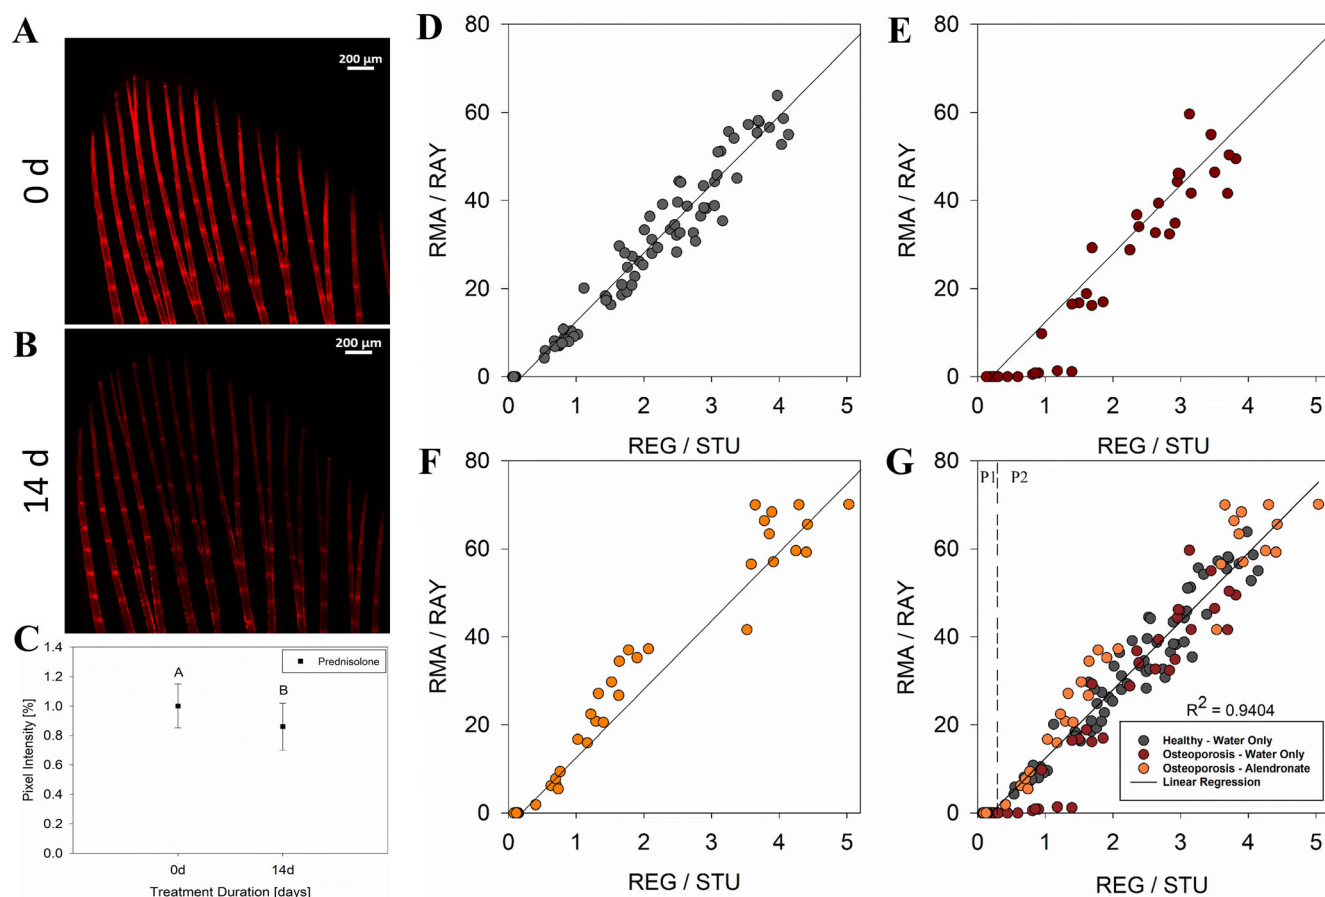 A
200 µm
0 d
B
200 µm
14 d
C
1.4
1.2
1.0
0.8
0.6
0.4
0.2
0.0
Pixel Intensity [%]
Prednisolone
A
B
0d
14d
Treatment Duration [days]
D
80
60
40
20
0
RMA / RAY
0 1 2 3 4 5
REG / STU
E
80
60
40
20
0
RMA / RAY
0 1 2 3 4 5
REG / STU
F
80
60
40
20
0
RMA / RAY
0 1 2 3 4 5
REG / STU
G
80
60
40
20
0
RMA / RAY
P1 P2
R² = 0.9404
Healthy - Water Only
Osteoporosis - Water Only
Osteoporosis - Alendronate
Linear Regression
0 1 2 3 4 5
REG / STU